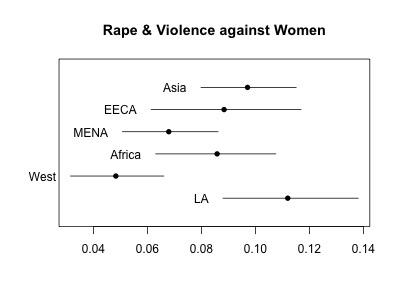 Rape & Violence against Women
Asia
EECA
MENA
Africa
West
LA
0.04 0.06 0.08 0.10 0.12 0.14